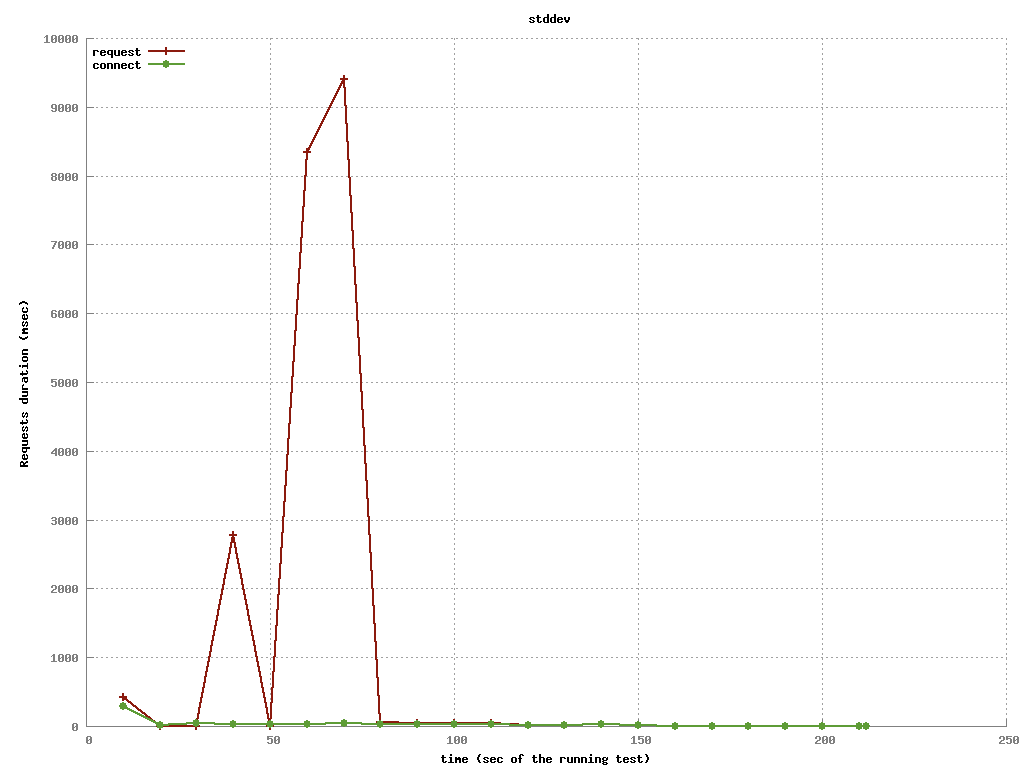 stddev
10000
request
connect
9000
8000
7000
6000
5000
4000
3000
2000
1000
0
Requests duration (msec)
0 50 100 150 200 250
time (sec of the running test)